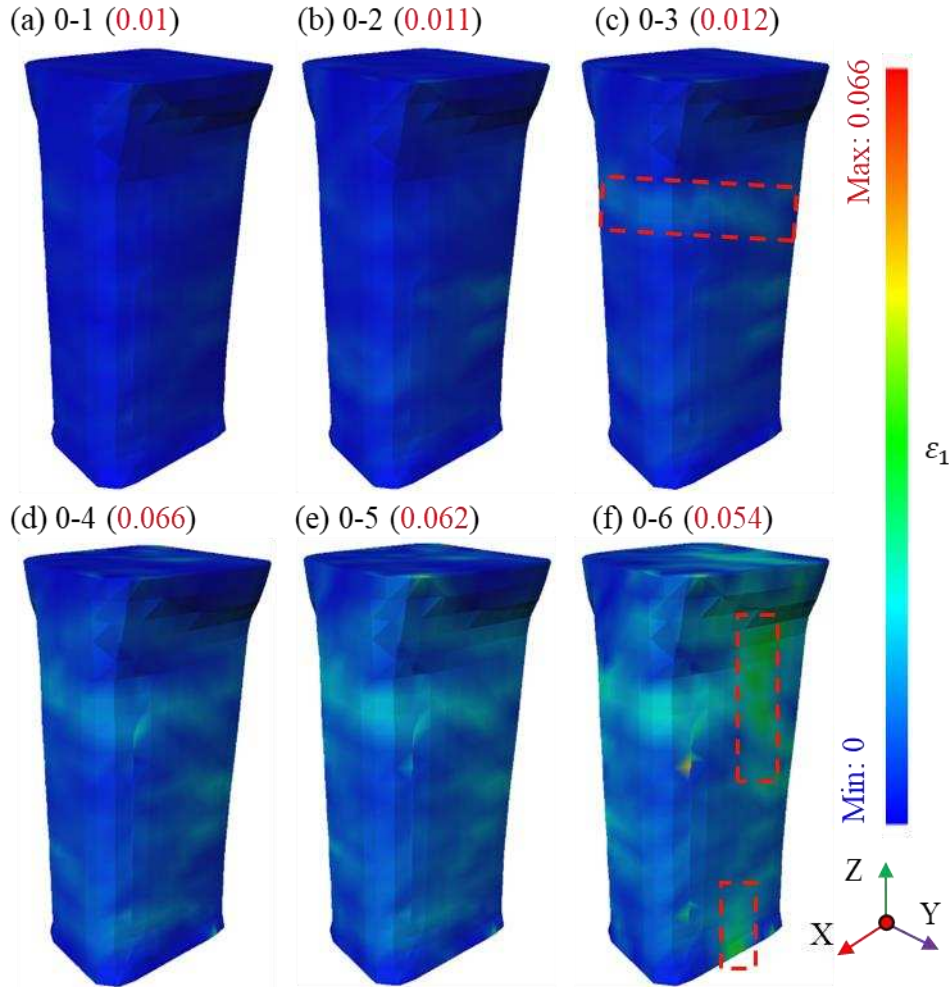 (a) 0-1 (0.01)
(b) 0-2 (0.011)
(c) 0-3 (0.012)
Max: 0.066
ε₁
Min: 0
(d) 0-4 (0.066)
(e) 0-5 (0.062)
(f) 0-6 (0.054)
Z
X
Y